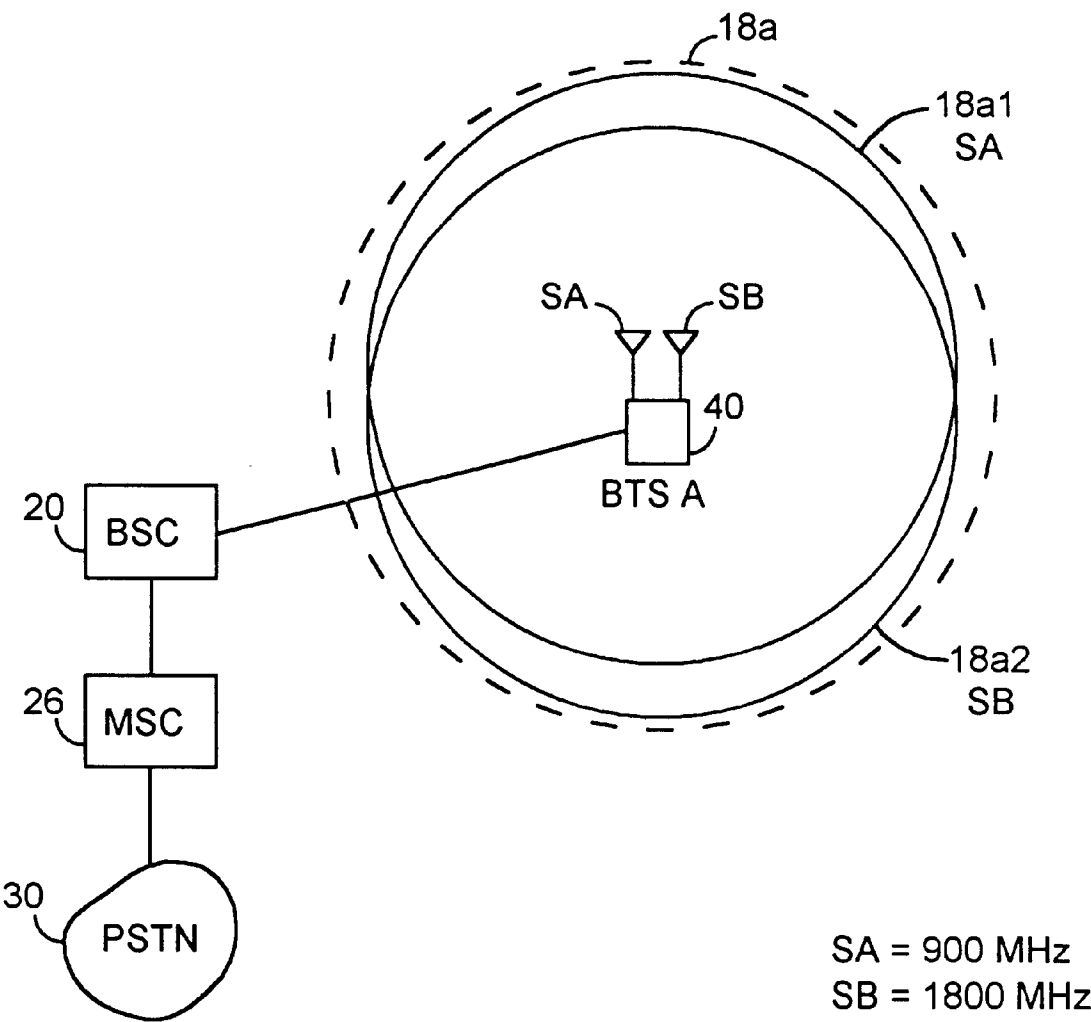 18a
18a1
SA
SA
SB
40
BTS A
20
BSC
18a2
SB
26
MSC
30
PSTN
SA = 900 MHz
SB = 1800 MHz